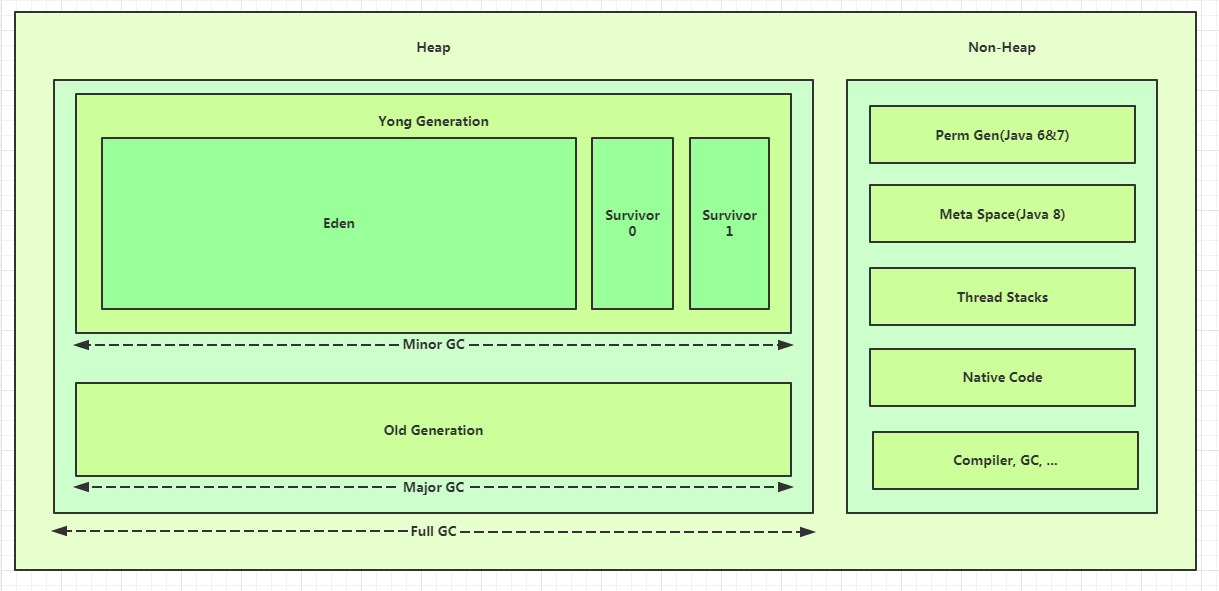 Heap
Non-Heap
Yong Generation
Eden
Survivor
0
Survivor
1
Minor GC
Old Generation
Major GC
Full GC
Perm Gen(Java 6&7)
Meta Space(Java 8)
Thread Stacks
Native Code
Compiler, GC, ...